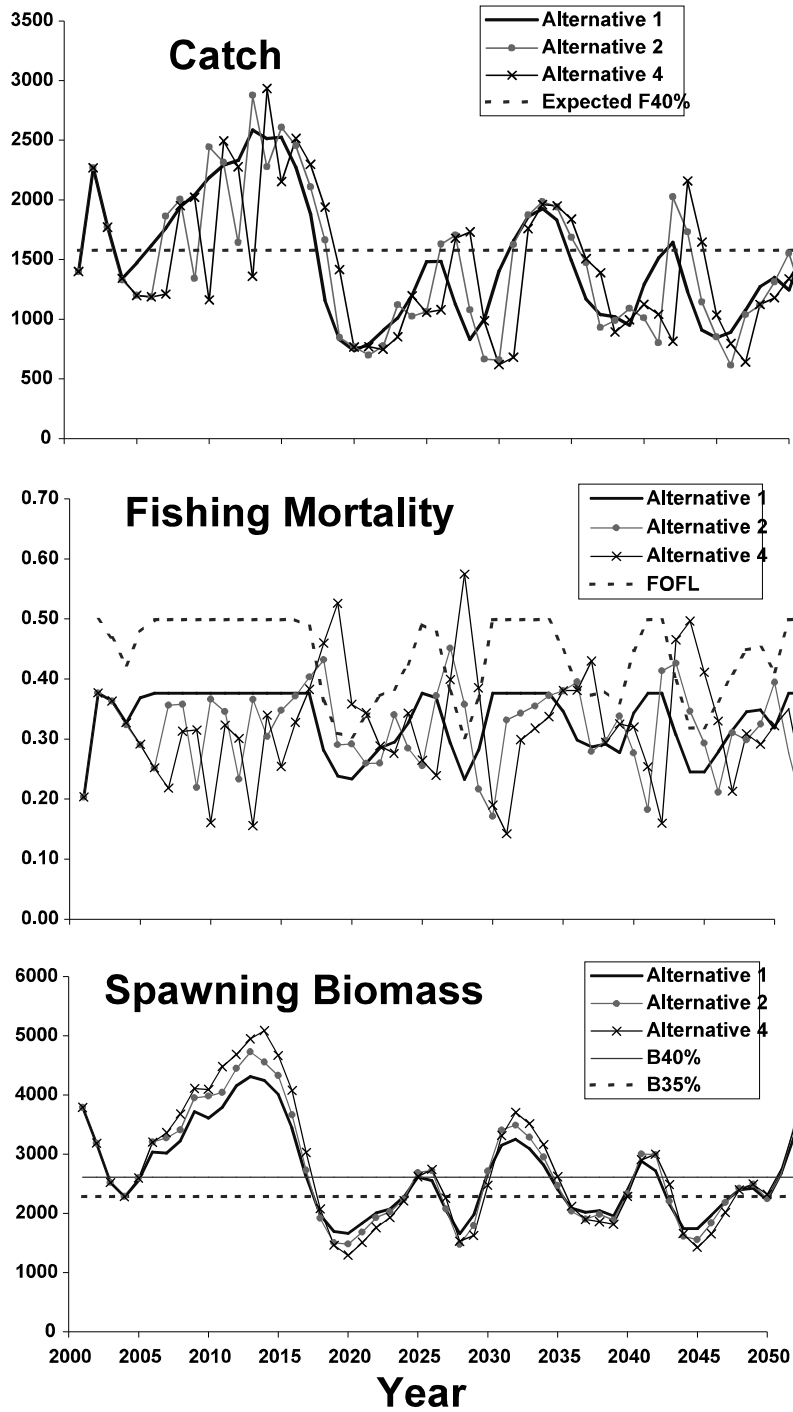 Catch
Alternative 1
Alternative 2
Alternative 4
Expected F40%
3500
3000
2500
2000
1500
1000
500
0
Fishing Mortality
Alternative 1
Alternative 2
Alternative 4
FOFL
0.70
0.60
0.50
0.40
0.30
0.20
0.10
0.00
Spawning Biomass
Alternative 1
Alternative 2
Alternative 4
B40%
B35%
6000
5000
4000
3000
2000
1000
0
2000 2005 2010 2015 2020 2025 2030 2035 2040 2045 2050
Year